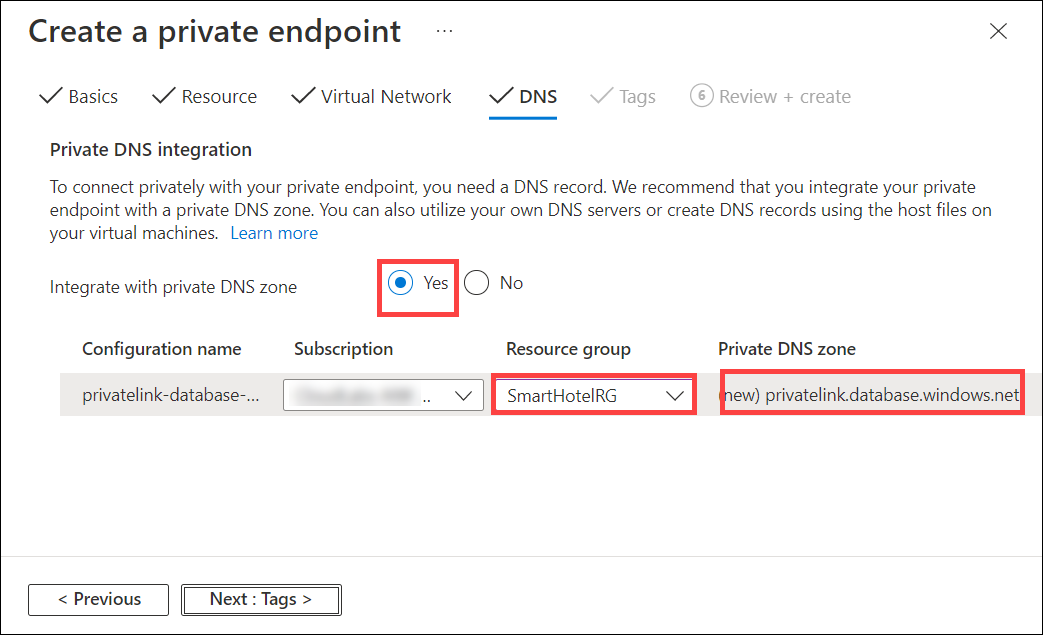 Create a private endpoint ...
Basics Resource Virtual Network DNS Tags 6 Review + create
Private DNS integration
To connect privately with your private endpoint, you need a DNS record. We recommend that you integrate your private
endpoint with a private DNS zone. You can also utilize your own DNS servers or create DNS records using the host files on
your virtual machines. Learn more
Integrate with private DNS zone Yes No
Configuration name Subscription Resource group Private DNS zone
privatelink-database-... .. SmartHotelRG (new) privatelink.database.windows.net
< Previous Next : Tags >